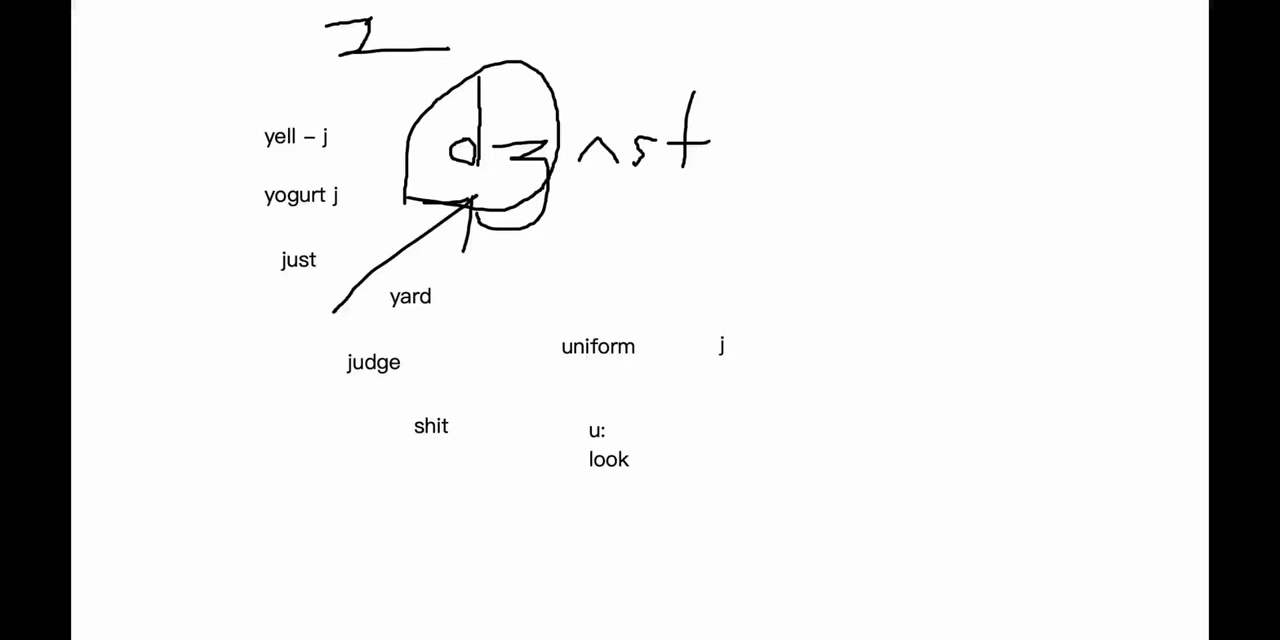 dʒʌst
yell – j
yogurt j
just
yard
uniform j
judge
shit
u:
look